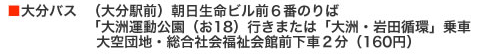 ■大分バス （大分駅前）朝日生命ビル前６番のりば
「大洲運動公園（お18）行きまたは「大洲・岩田循環」乗車
大空団地・総合社会福祉会館前下車２分（160円）